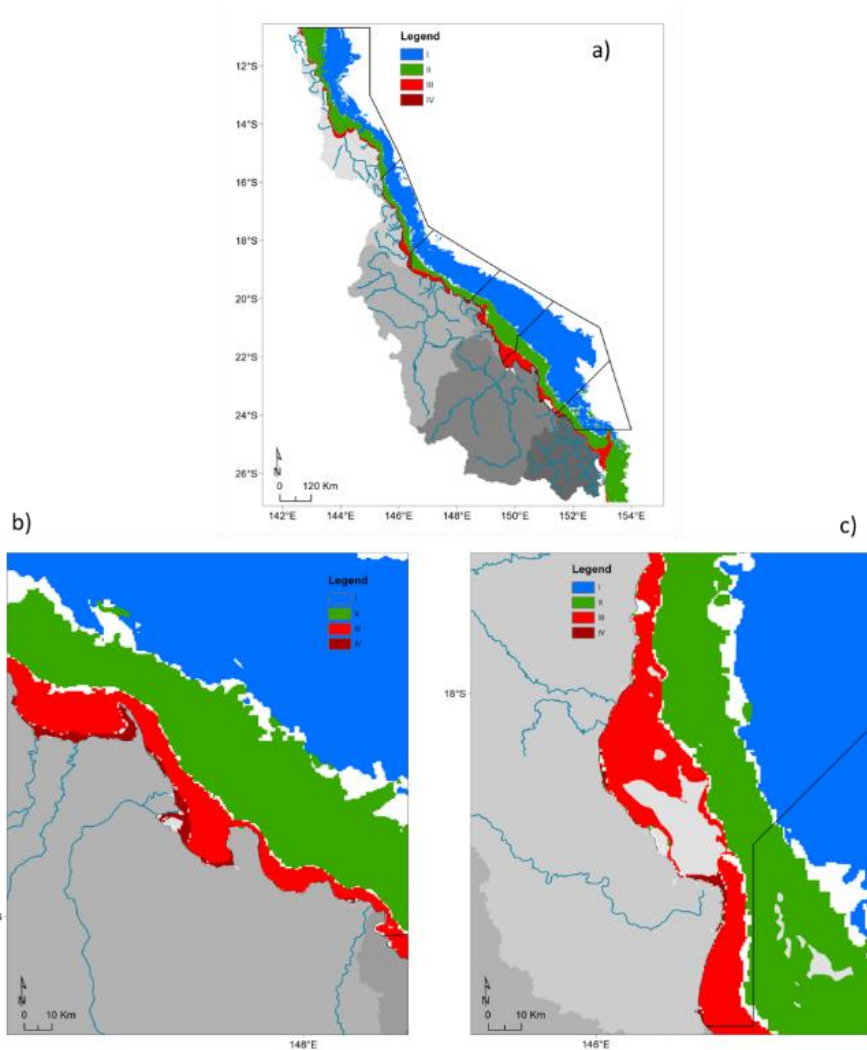 a)
Legend
I
II
III
IV
12°S
14°S
16°S
18°S
20°S
22°S
24°S
26°S
N
0 120 Km
142°E 144°E 146°E 148°E 150°E 152°E 154°E
b)
Legend
I
II
III
IV
N
0 10 Km
148°E
c)
Legend
I
II
III
IV
18°S
N
0 10 Km
146°E